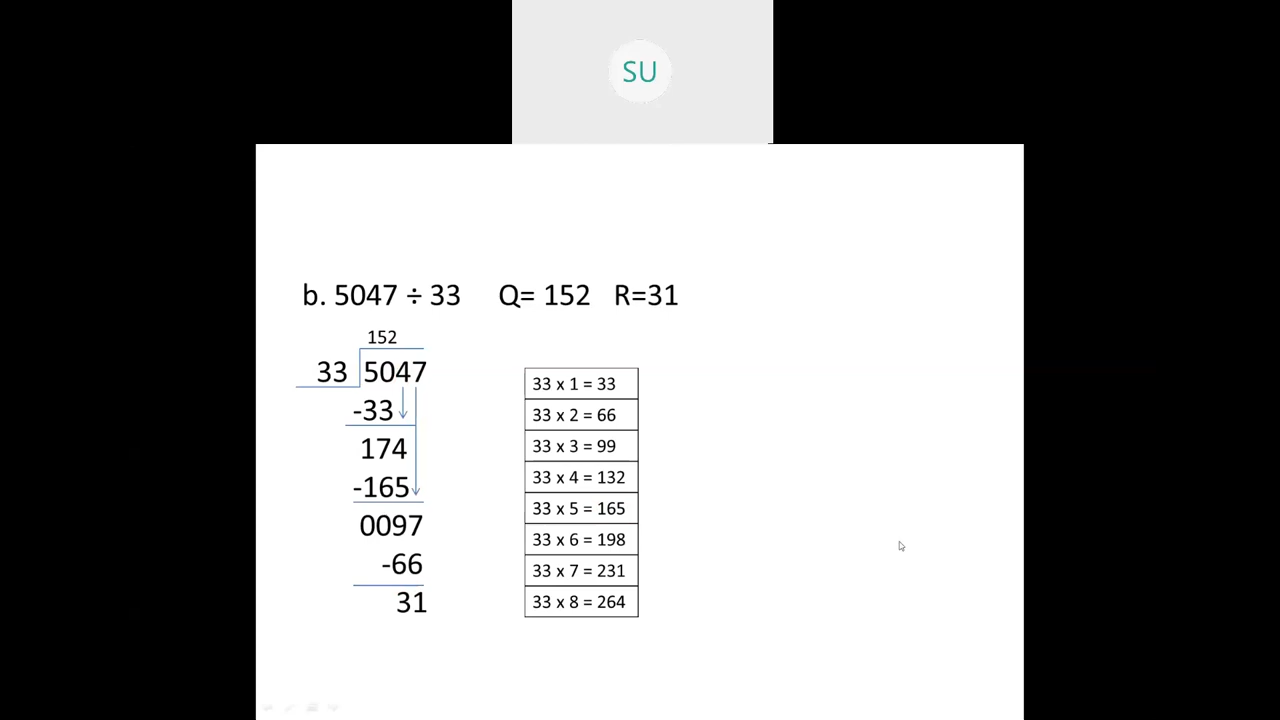 SU
b. 5047 ÷ 33 Q= 152 R=31
152
33 5047
-33
174
-165
0097
-66
31
33 x 1 = 33
33 x 2 = 66
33 x 3 = 99
33 x 4 = 132
33 x 5 = 165
33 x 6 = 198
33 x 7 = 231
33 x 8 = 264